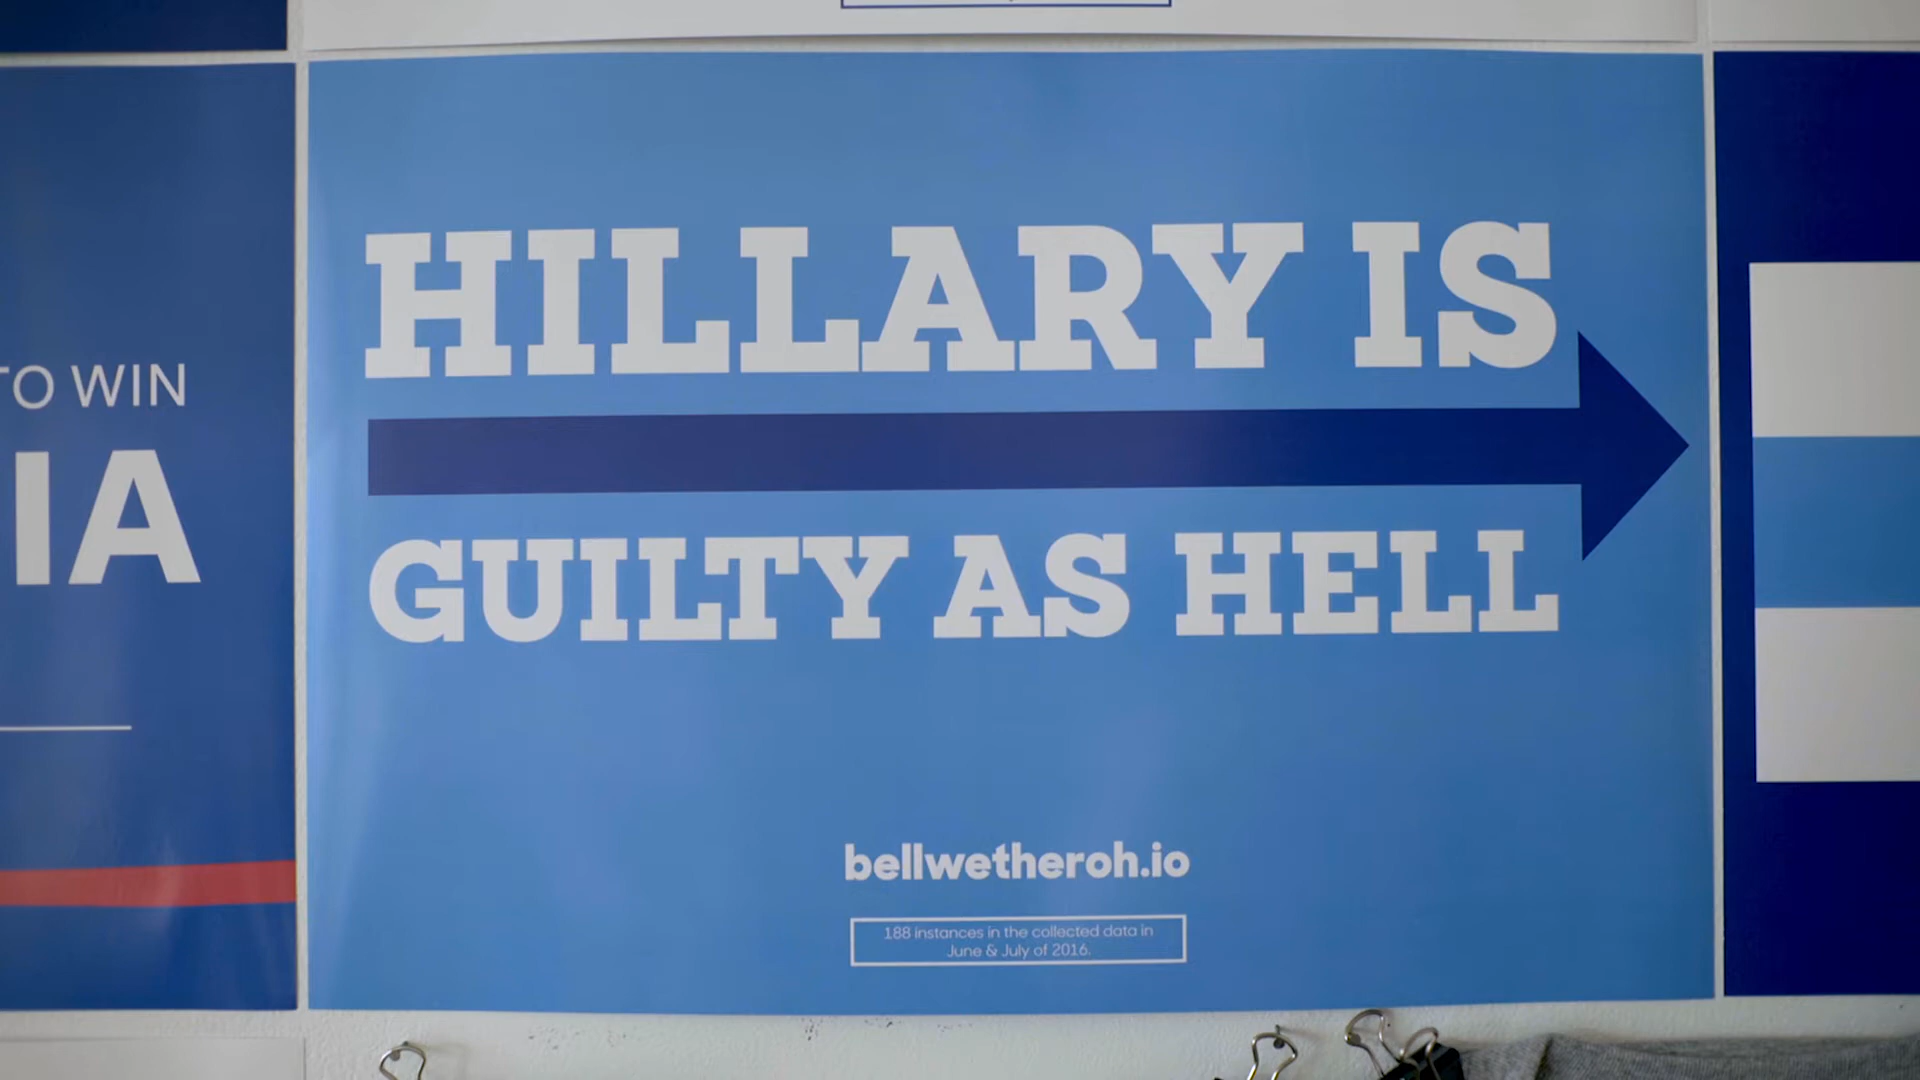 TO WIN
IA
HILLARY IS
GUILTY AS HELL
bellwetheroh.io
188 instances in the collected data in
June & July of 2016.